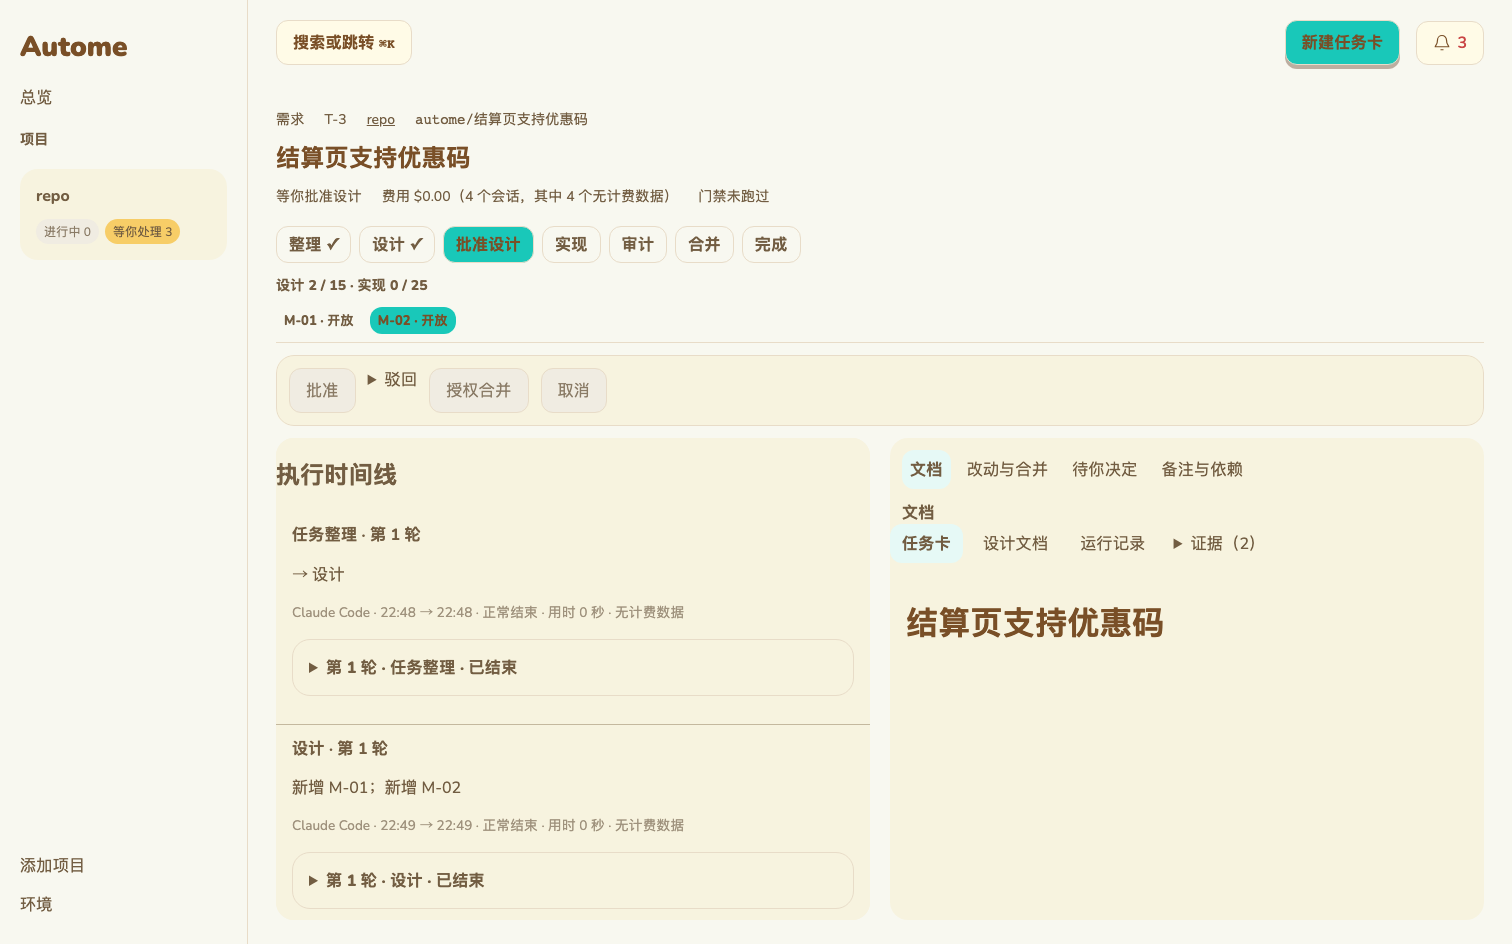 Autome
总览
项目
repo
进行中 0 等你处理 3
添加项目
环境
搜索或跳转 ⌘K
新建任务卡
3
需求 T-3 repo autome/结算页支持优惠码
结算页支持优惠码
等你批准设计 费用 $0.00（4 个会话，其中 4 个无计费数据） 门禁未跑过
整理 ✓ 设计 ✓ 批准设计 实现 审计 合并 完成
设计 2 / 15 · 实现 0 / 25
M-01 · 开放 M-02 · 开放
批准 ▶ 驳回 授权合并 取消
执行时间线
任务整理 · 第 1 轮
→ 设计
Claude Code · 22:48 → 22:48 · 正常结束 · 用时 0 秒 · 无计费数据
▶ 第 1 轮 · 任务整理 · 已结束
设计 · 第 1 轮
新增 M-01；新增 M-02
Claude Code · 22:49 → 22:49 · 正常结束 · 用时 0 秒 · 无计费数据
▶ 第 1 轮 · 设计 · 已结束
文档 改动与合并 待你决定 备注与依赖
文档
任务卡 设计文档 运行记录 ▶ 证据（2）
结算页支持优惠码